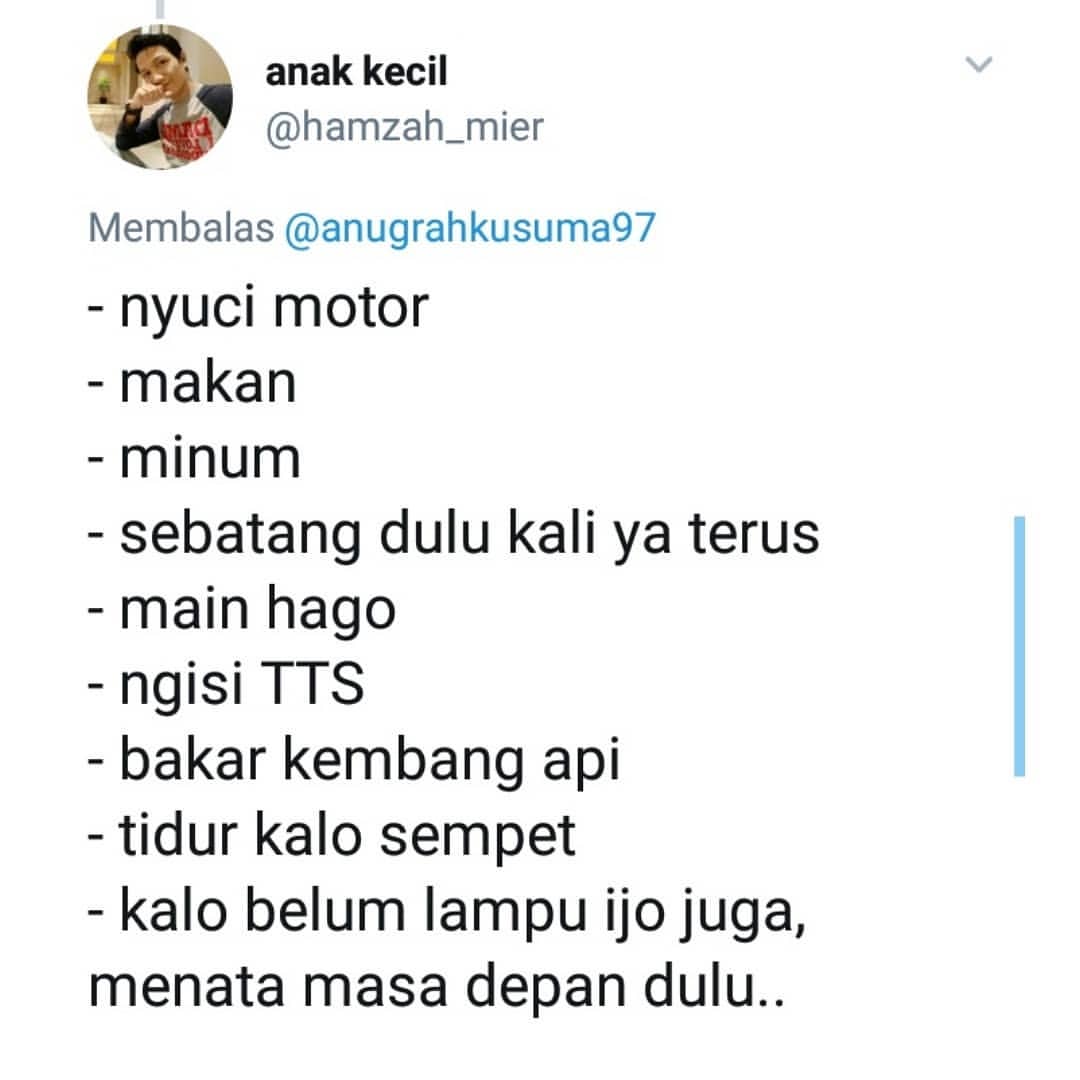 anak kecil
@hamzah_mier
Membalas @anugrahkusuma97
- nyuci motor
- makan
- minum
- sebatang dulu kali ya terus
- main hago
- ngisi TTS
- bakar kembang api
- tidur kalo sempet
- kalo belum lampu ijo juga,
menata masa depan dulu..